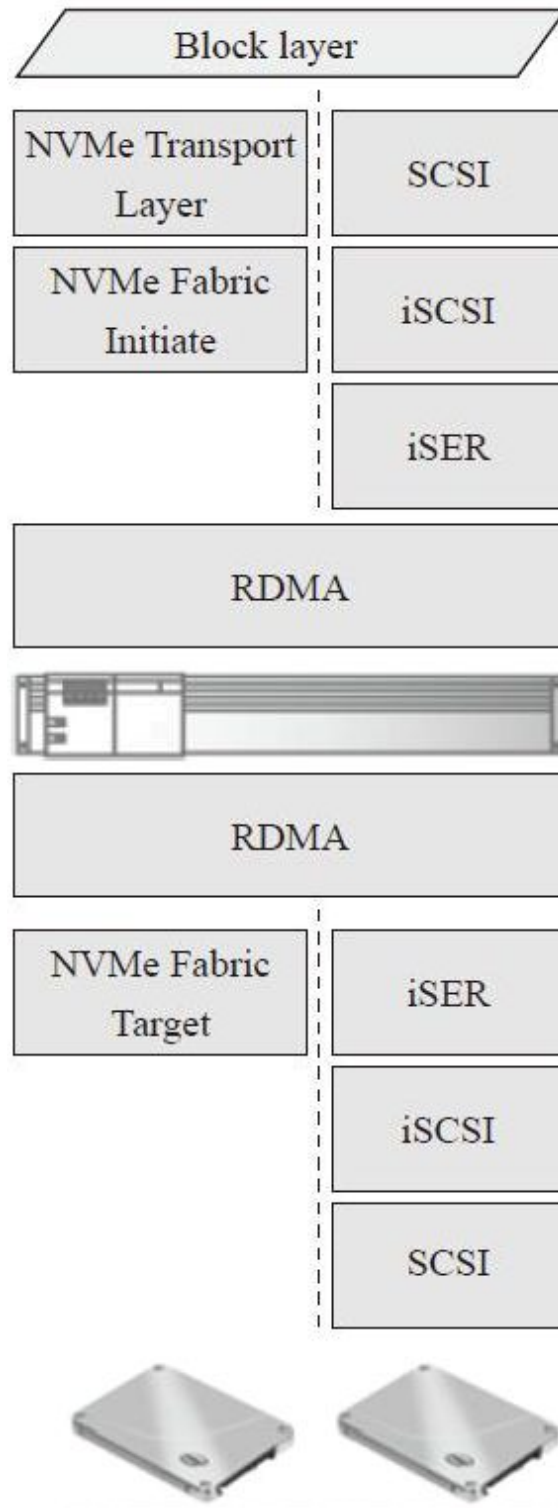 Block layer
NVMe Transport
Layer
SCSI
NVMe Fabric
Initiate
iSCSI
iSER
RDMA
RDMA
NVMe Fabric
Target
iSER
iSCSI
SCSI